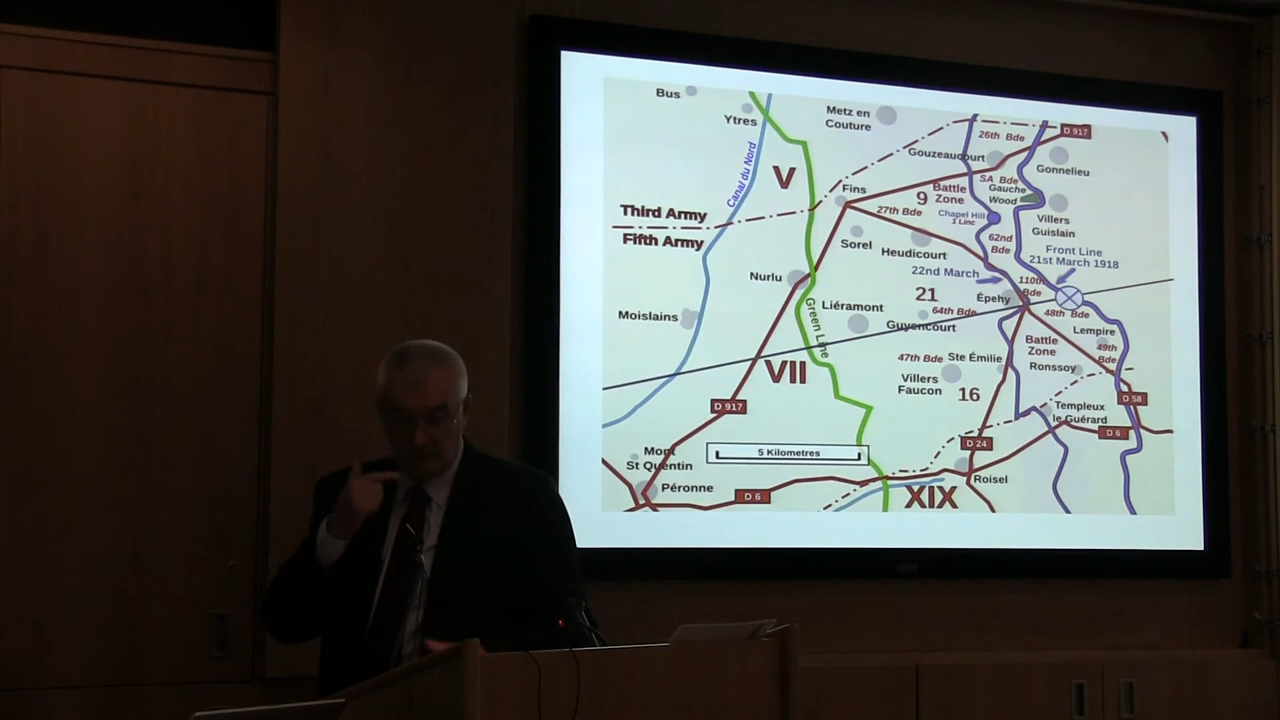 Bus
Ytres
Canal du Nord
Metz en
Couture
V
26th Bde
D 917
Gouzeaucourt
Gonnelieu
Fins
SA Bde
Gauche
Wood
Battle
Zone
9
27th Bde
Chapel Hill
1 Linc
Villers
Guislain
Third Army
Fifth Army
Sorel
Heudicourt
62nd
Bde
Front Line
21st March 1918
22nd March
110th
Bde
Nurlu
21
Épehy
Liéramont
64th Bde
48th Bde
Guyencourt
Moislains
Green Line
Lempire
Battle
Zone
49th
Bde
47th Bde
Ste Émilie
Ronssoy
VII
Villers
Faucon
16
D 917
D 58
Templeux
le Guérard
D 6
D 24
5 Kilometres
Mont
St Quentin
Roisel
Péronne
D 6
XIX